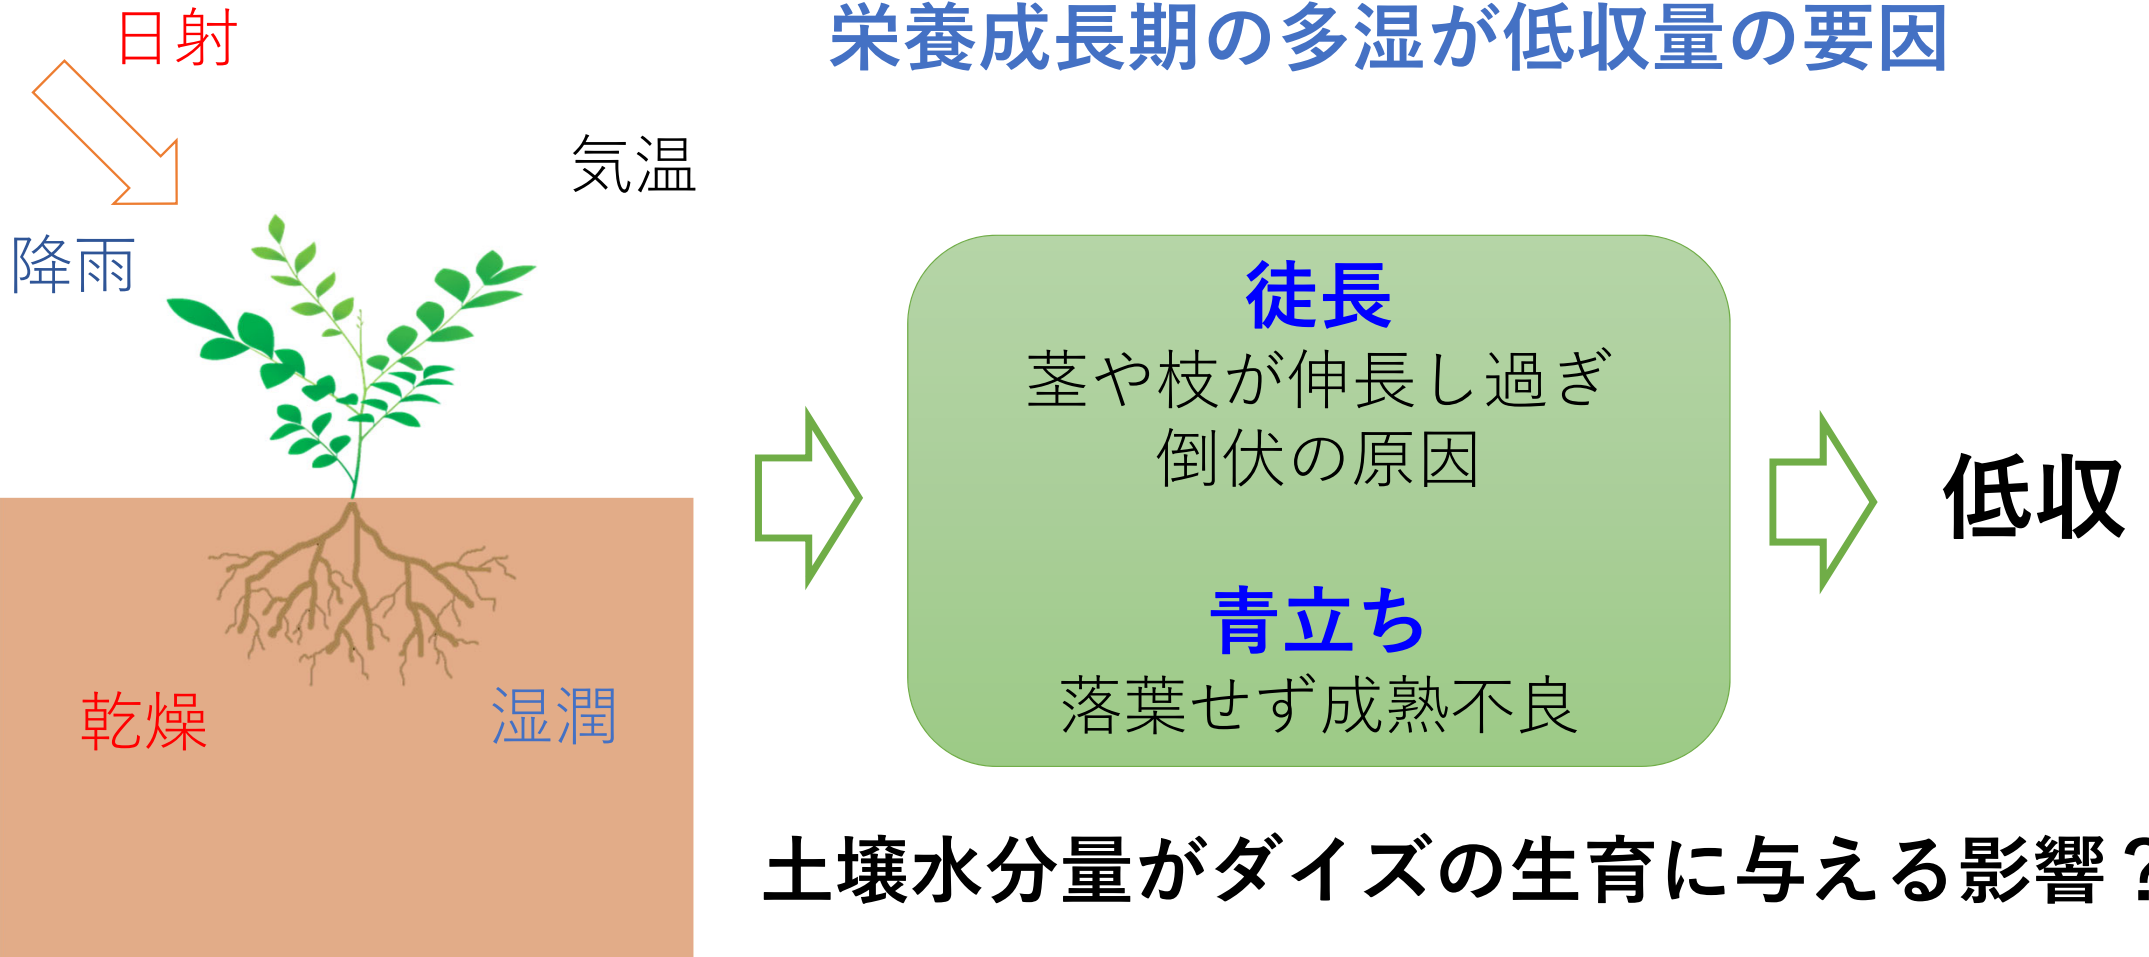 栄養成長期の多湿が低収量の要因
日射
気温
降雨
徒長
茎や枝が伸長し過ぎ
倒伏の原因
青立ち
落葉せず成熟不良
低収
乾燥
湿潤
土壌水分量がダイズの生育に与える影響?